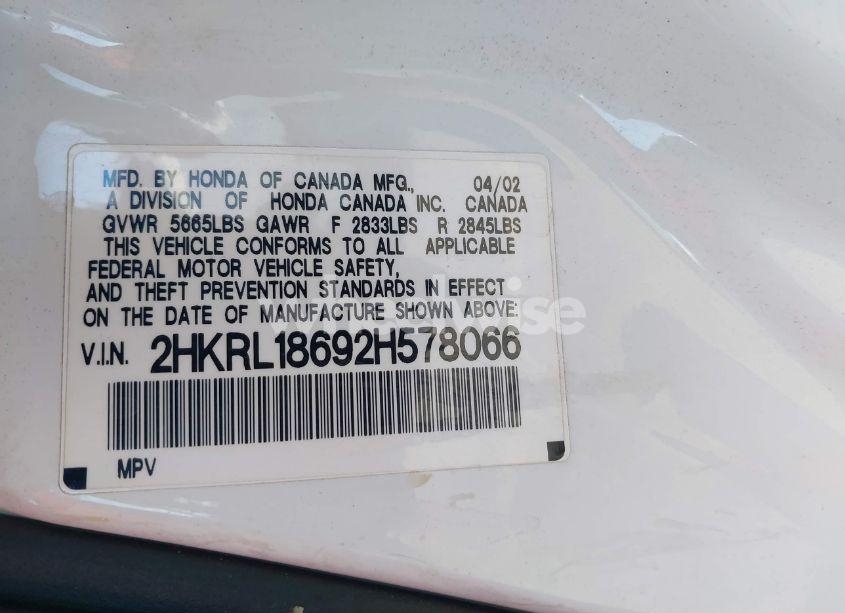 MFD. BY HONDA OF CANADA MFG., 04/02
A DIVISION OF HONDA CANADA INC. CANADA
GVWR 5665LBS GAWR F 2833LBS R 2845LBS
THIS VEHICLE CONFORMS TO ALL APPLICABLE
FEDERAL MOTOR VEHICLE SAFETY,
AND THEFT PREVENTION STANDARDS IN EFFECT
ON THE DATE OF MANUFACTURE SHOWN ABOVE:
wheelwise
V.I.N. 2HKRL18692H578066
MPV